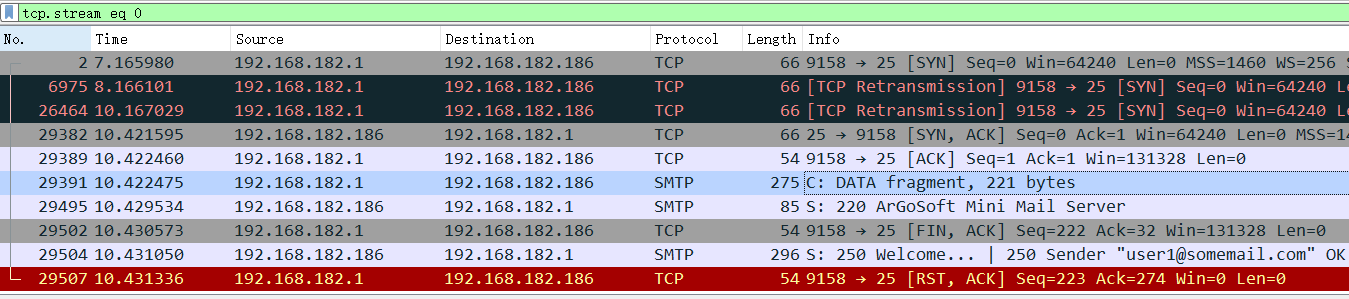 tcp.stream eq 0
No. Time Source Destination Protocol Length Info
2 7.165980 192.168.182.1 192.168.182.186 TCP 66 9158 → 25 [SYN] Seq=0 Win=64240 Len=0 MSS=1460 WS=256 S
6975 8.166101 192.168.182.1 192.168.182.186 TCP 66 [TCP Retransmission] 9158 → 25 [SYN] Seq=0 Win=64240 Le
26464 10.167029 192.168.182.1 192.168.182.186 TCP 66 [TCP Retransmission] 9158 → 25 [SYN] Seq=0 Win=64240 Le
29382 10.421595 192.168.182.186 192.168.182.1 TCP 66 25 → 9158 [SYN, ACK] Seq=0 Ack=1 Win=64240 Len=0 MSS=14
29389 10.422460 192.168.182.1 192.168.182.186 TCP 54 9158 → 25 [ACK] Seq=1 Ack=1 Win=131328 Len=0
29391 10.422475 192.168.182.1 192.168.182.186 SMTP 275 C: DATA fragment, 221 bytes
29495 10.429534 192.168.182.186 192.168.182.1 SMTP 85 S: 220 ArGoSoft Mini Mail Server
29502 10.430573 192.168.182.1 192.168.182.186 TCP 54 9158 → 25 [FIN, ACK] Seq=222 Ack=32 Win=131328 Len=0
29504 10.431050 192.168.182.186 192.168.182.1 SMTP 296 S: 250 Welcome... | 250 Sender "user1@somemail.com" OK
29507 10.431336 192.168.182.1 192.168.182.186 TCP 54 9158 → 25 [RST, ACK] Seq=223 Ack=274 Win=0 Len=0